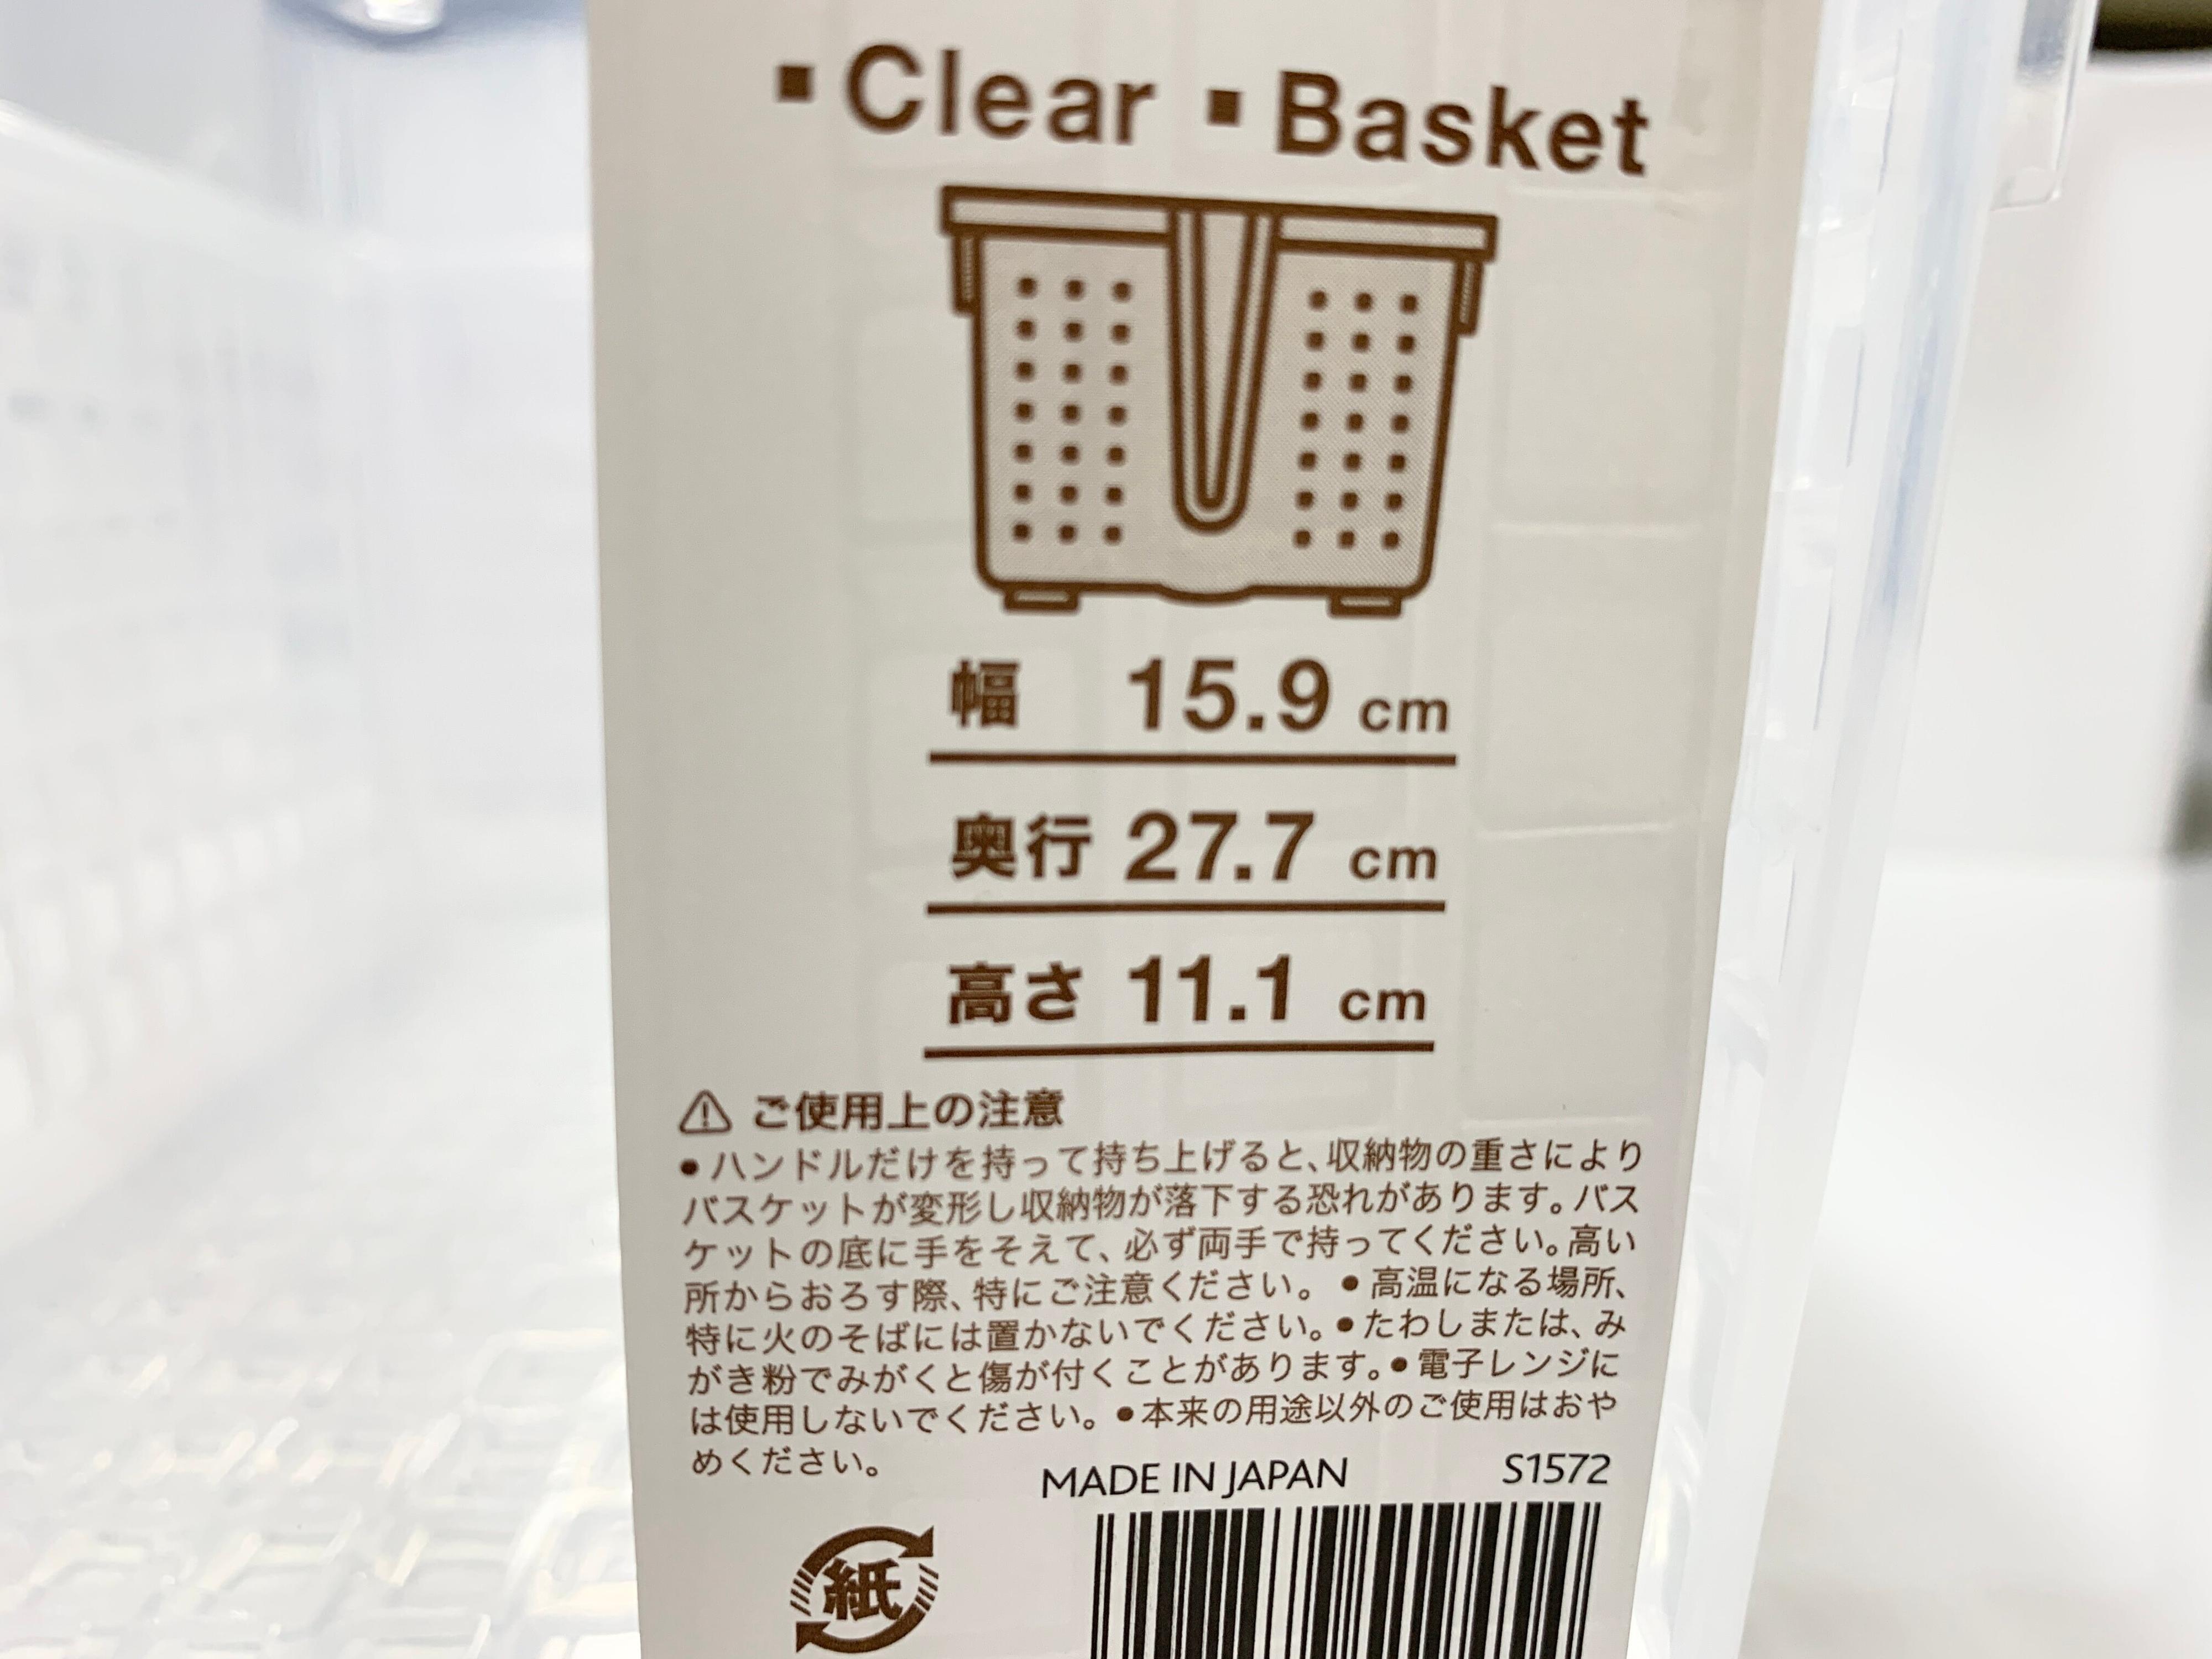 ▪Clear ▪Basket
幅 15.9 cm
奥行 27.7 cm
高さ 11.1 cm
⚠ ご使用上の注意
●ハンドルだけを持って持ち上げると、収納物の重さにより
バスケットが変形し収納物が落下する恐れがあります。バス
ケットの底に手をそえて、必ず両手で持ってください。高い
所からおろす際、特にご注意ください。 ●高温になる場所、
特に火のそばには置かないでください。●たわしまたは、み
がき粉でみがくと傷が付くことがあります。●電子レンジに
は使用しないでください。●本来の用途以外のご使用はおや
めください。
MADE IN JAPAN S1572
紙